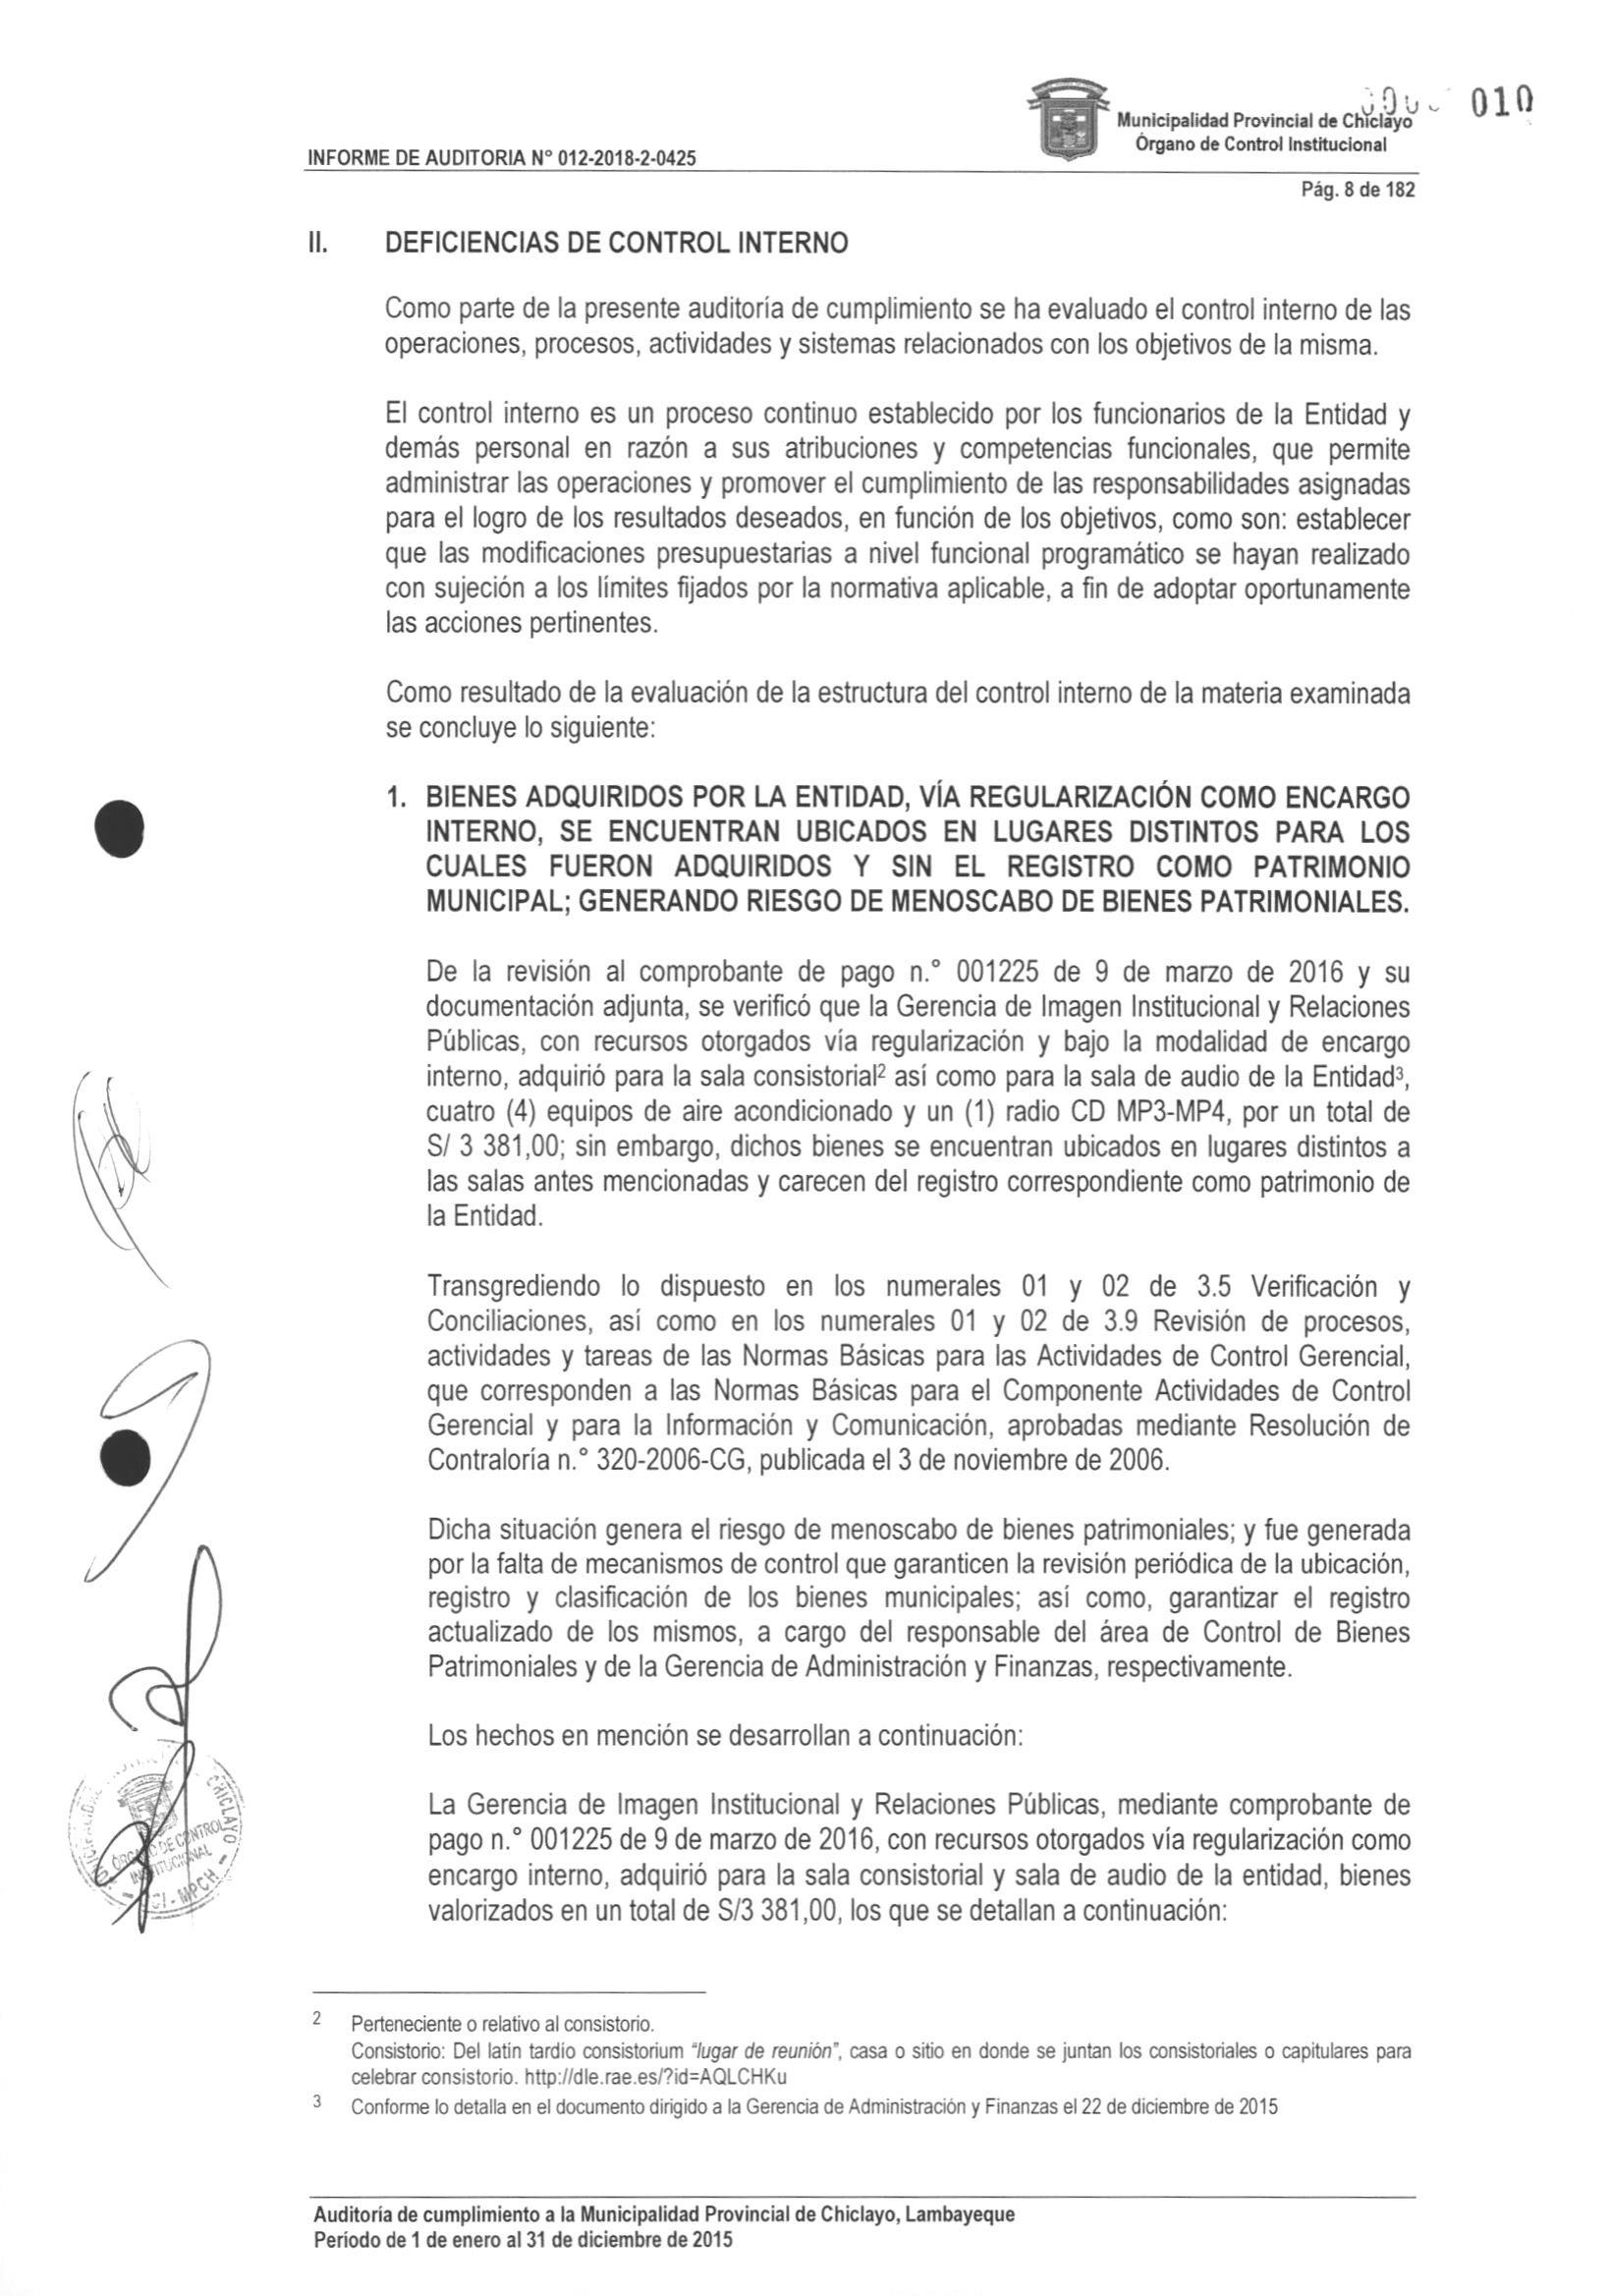 010
Municipalidad Provincial de Chiclayo
Órgano de Control Institucional
INFORME DE AUDITORIA N° 012-2018-2-0425
Pág. 8 de 182
II. DEFICIENCIAS DE CONTROL INTERNO
Como parte de la presente auditoría de cumplimiento se ha evaluado el control interno de las
operaciones, procesos, actividades y sistemas relacionados con los objetivos de la misma.
El control interno es un proceso continuo establecido por los funcionarios de la Entidad y
demás personal en razón a sus atribuciones y competencias funcionales, que permite
administrar las operaciones y promover el cumplimiento de las responsabilidades asignadas
para el logro de los resultados deseados, en función de los objetivos, como son: establecer
que las modificaciones presupuestarias a nivel funcional programático se hayan realizado
con sujeción a los límites fijados por la normativa aplicable, a fin de adoptar oportunamente
las acciones pertinentes.
Como resultado de la evaluación de la estructura del control interno de la materia examinada
se concluye lo siguiente:
1. BIENES ADQUIRIDOS POR LA ENTIDAD, VÍA REGULARIZACIÓN COMO ENCARGO
INTERNO, SE ENCUENTRAN UBICADOS EN LUGARES DISTINTOS PARA LOS
CUALES FUERON ADQUIRIDOS Y SIN EL REGISTRO COMO PATRIMONIO
MUNICIPAL; GENERANDO RIESGO DE MENOSCABO DE BIENES PATRIMONIALES.
De la revisión al comprobante de pago n.° 001225 de 9 de marzo de 2016 y su
documentación adjunta, se verificó que la Gerencia de Imagen Institucional y Relaciones
Públicas, con recursos otorgados vía regularización y bajo la modalidad de encargo
interno, adquirió para la sala consistorial² así como para la sala de audio de la Entidad³,
cuatro (4) equipos de aire acondicionado y un (1) radio CD MP3-MP4, por un total de
S/ 3 381,00; sin embargo, dichos bienes se encuentran ubicados en lugares distintos a
las salas antes mencionadas y carecen del registro correspondiente como patrimonio de
la Entidad.
Transgrediendo lo dispuesto en los numerales 01 y 02 de 3.5 Verificación y
Conciliaciones, así como en los numerales 01 y 02 de 3.9 Revisión de procesos,
actividades y tareas de las Normas Básicas para las Actividades de Control Gerencial,
que corresponden a las Normas Básicas para el Componente Actividades de Control
Gerencial y para la Información y Comunicación, aprobadas mediante Resolución de
Contraloría n.° 320-2006-CG, publicada el 3 de noviembre de 2006.
Dicha situación genera el riesgo de menoscabo de bienes patrimoniales; y fue generada
por la falta de mecanismos de control que garanticen la revisión periódica de la ubicación,
registro y clasificación de los bienes municipales; así como, garantizar el registro
actualizado de los mismos, a cargo del responsable del área de Control de Bienes
Patrimoniales y de la Gerencia de Administración y Finanzas, respectivamente.
Los hechos en mención se desarrollan a continuación:
La Gerencia de Imagen Institucional y Relaciones Públicas, mediante comprobante de
pago n.° 001225 de 9 de marzo de 2016, con recursos otorgados vía regularización como
encargo interno, adquirió para la sala consistorial y sala de audio de la entidad, bienes
valorizados en un total de S/3 381,00, los que se detallan a continuación:
CHICLAYO
ÓRGANO DE CONTROL
INSTITUCIONAL
MPCH
2 Perteneciente o relativo al consistorio.
Consistorio: Del latín tardío consistorium "lugar de reunión", casa o sitio en donde se juntan los consistoriales o capitulares para
celebrar consistorio. http://dle.rae.es/?id=AQLCHKu
3 Conforme lo detalla en el documento dirigido a la Gerencia de Administración y Finanzas el 22 de diciembre de 2015
Auditoría de cumplimiento a la Municipalidad Provincial de Chiclayo, Lambayeque
Período de 1 de enero al 31 de diciembre de 2015